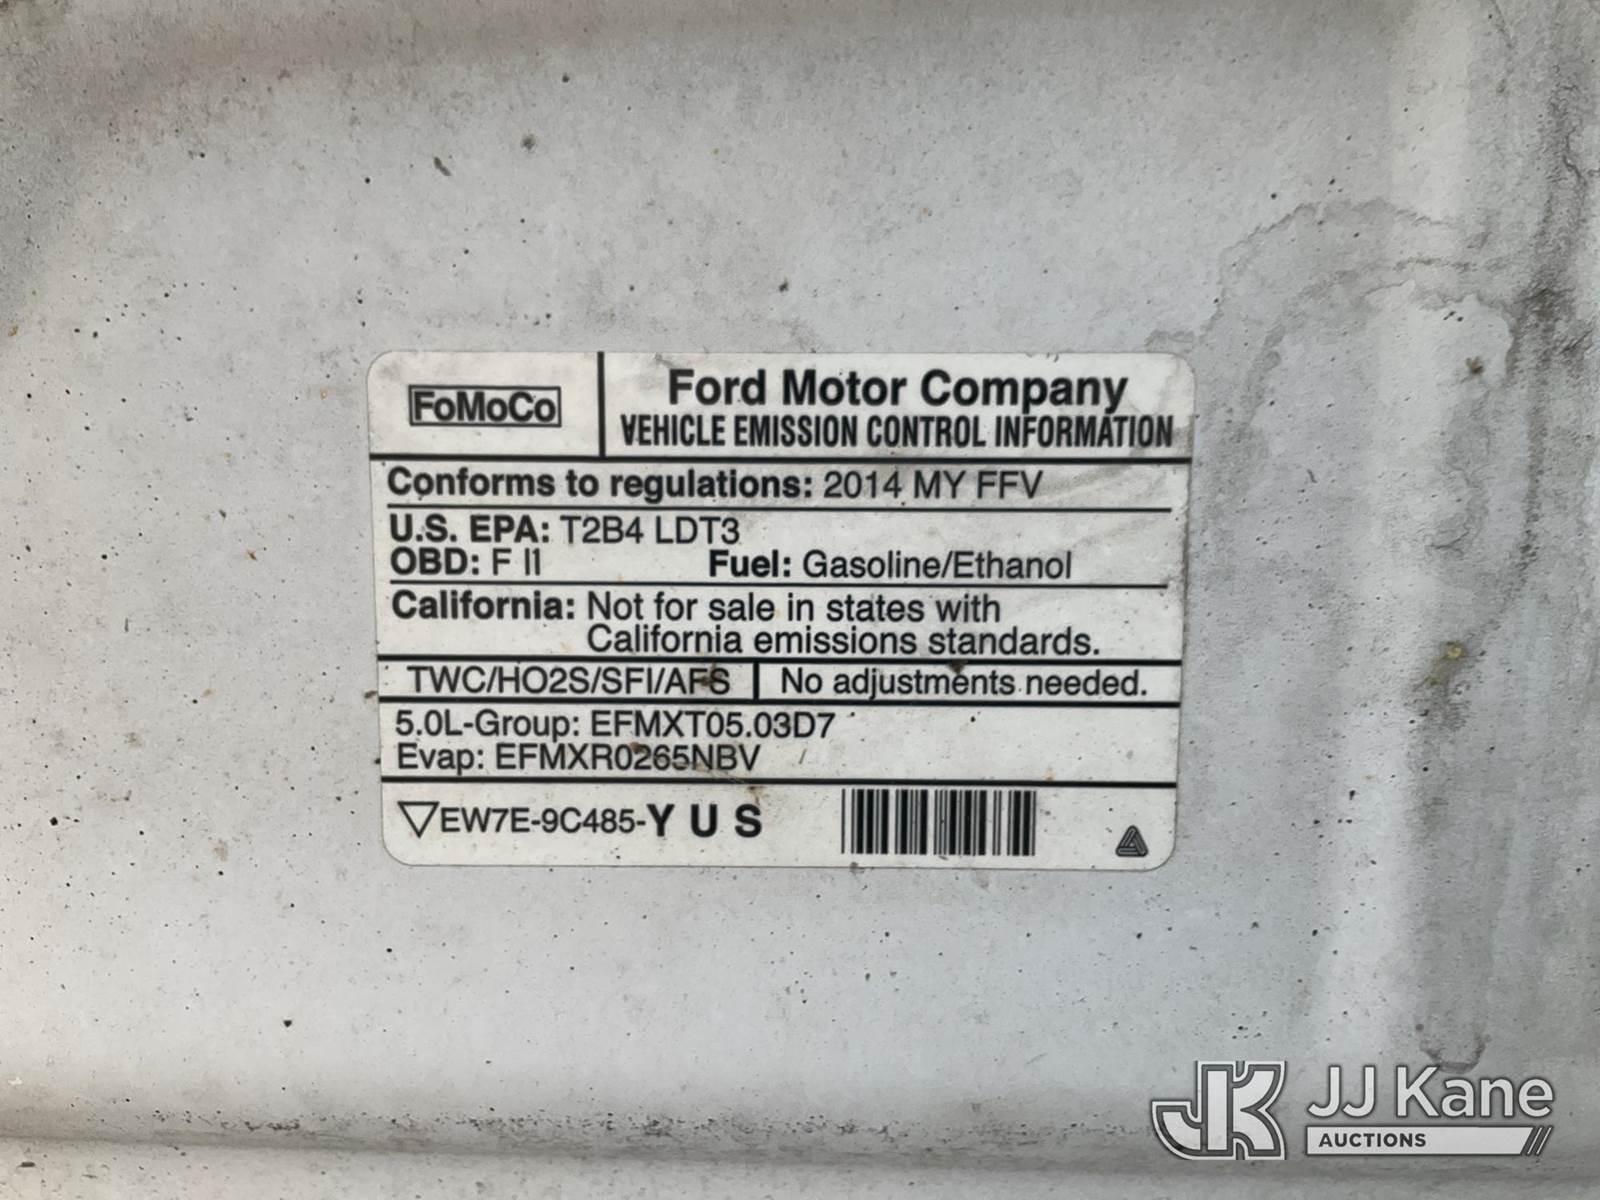 FoMoCo
Ford Motor Company
VEHICLE EMISSION CONTROL INFORMATION
Conforms to regulations: 2014 MY FFV
U.S. EPA: T2B4 LDT3
OBD: F II Fuel: Gasoline/Ethanol
California: Not for sale in states with
California emissions standards.
TWC/HO2S/SFI/AFS No adjustments needed.
5.0L-Group: EFMXT05.03D7
Evap: EFMXR0265NBV
EW7E-9C485-Y U S
JK JJ Kane
AUCTIONS